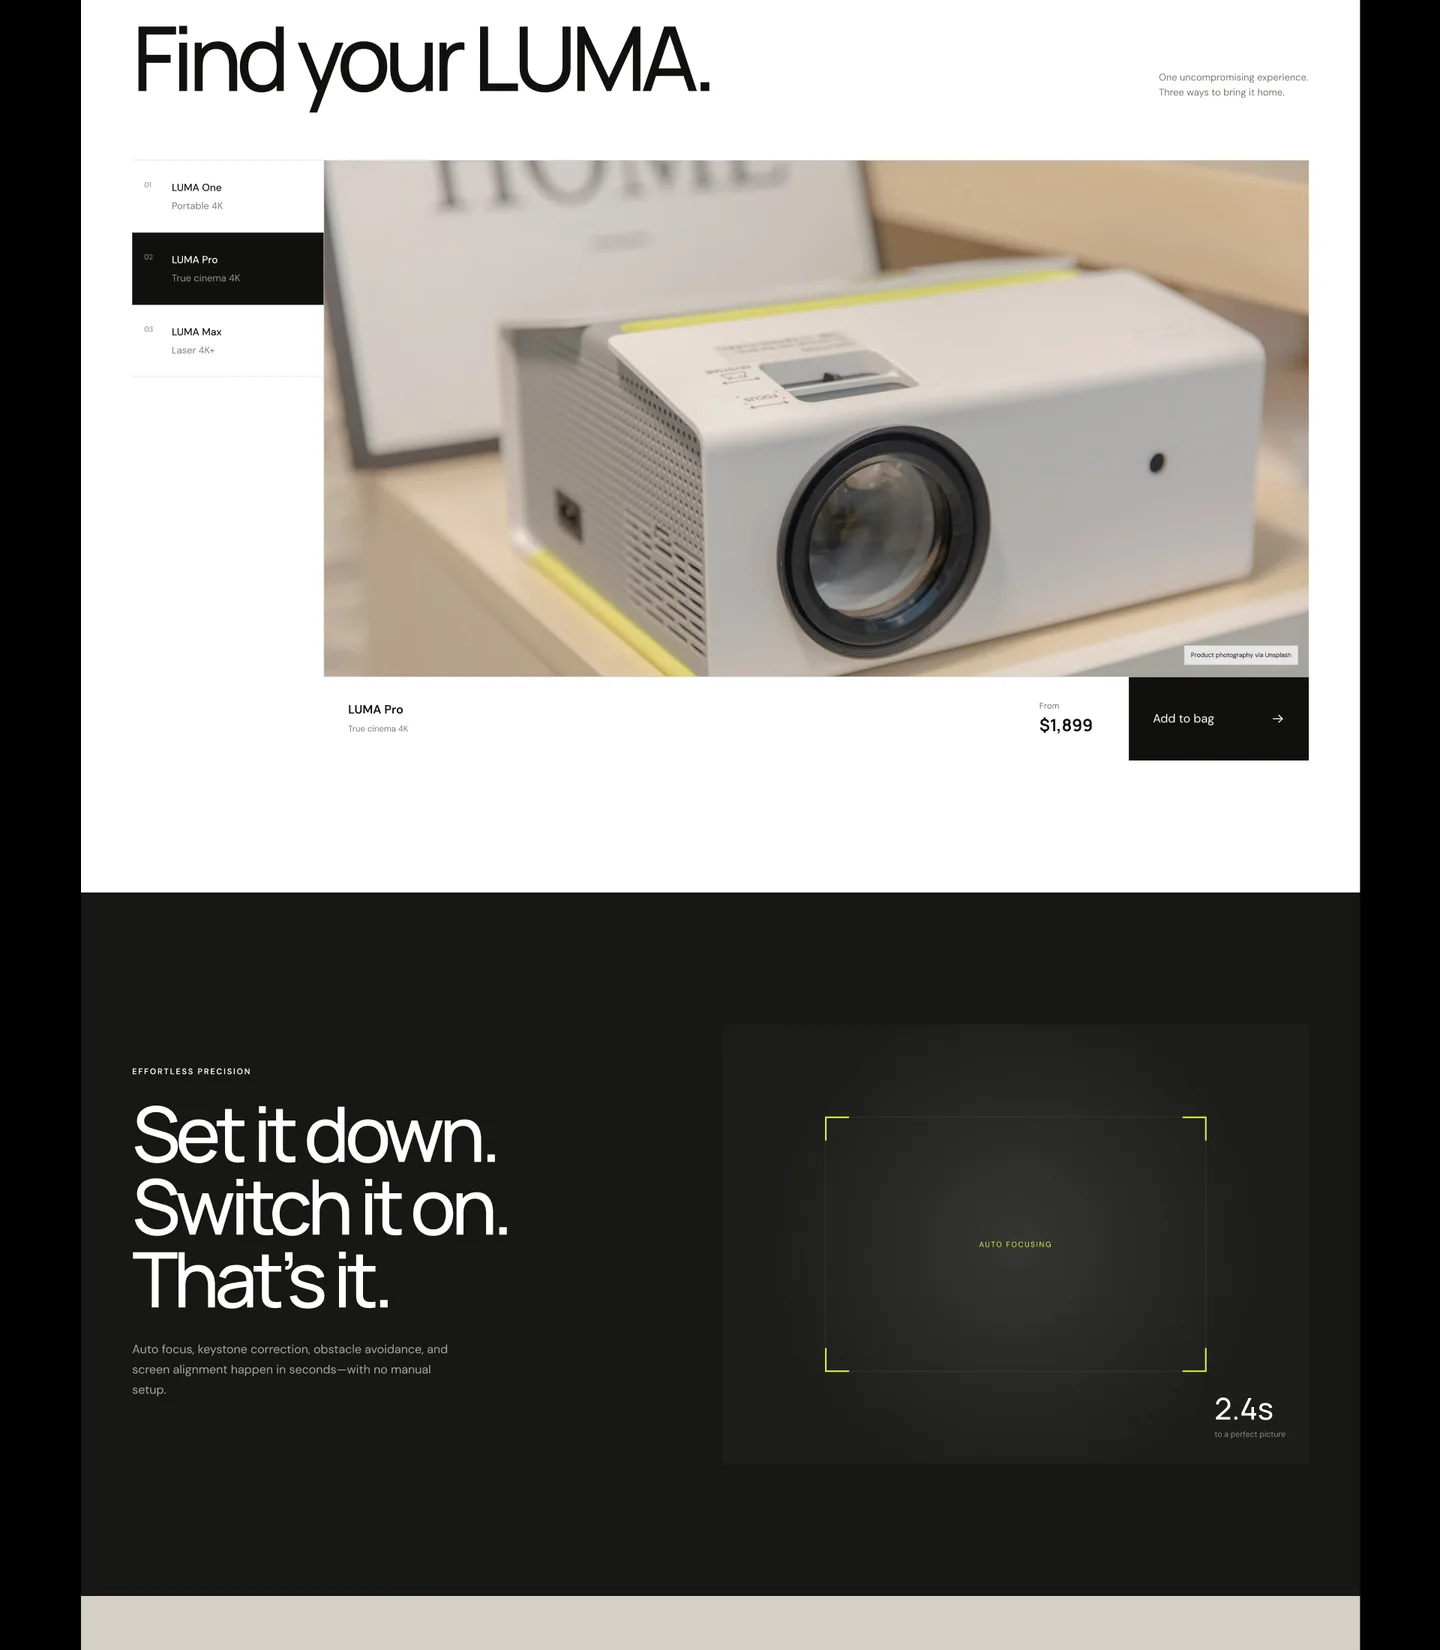 Find your LUMA.
One uncompromising experience.
Three ways to bring it home.
01
LUMA One
Portable 4K
02
LUMA Pro
True cinema 4K
03
LUMA Max
Laser 4K+
HOME
KEYSTONE
FOCUS
Product photography via Unsplash
LUMA Pro
True cinema 4K
From
$1,899
Add to bag →
EFFORTLESS PRECISION
Set it down.
Switch it on.
That’s it.
Auto focus, keystone correction, obstacle avoidance, and
screen alignment happen in seconds—with no manual
setup.
AUTO FOCUSING
2.4s
to a perfect picture